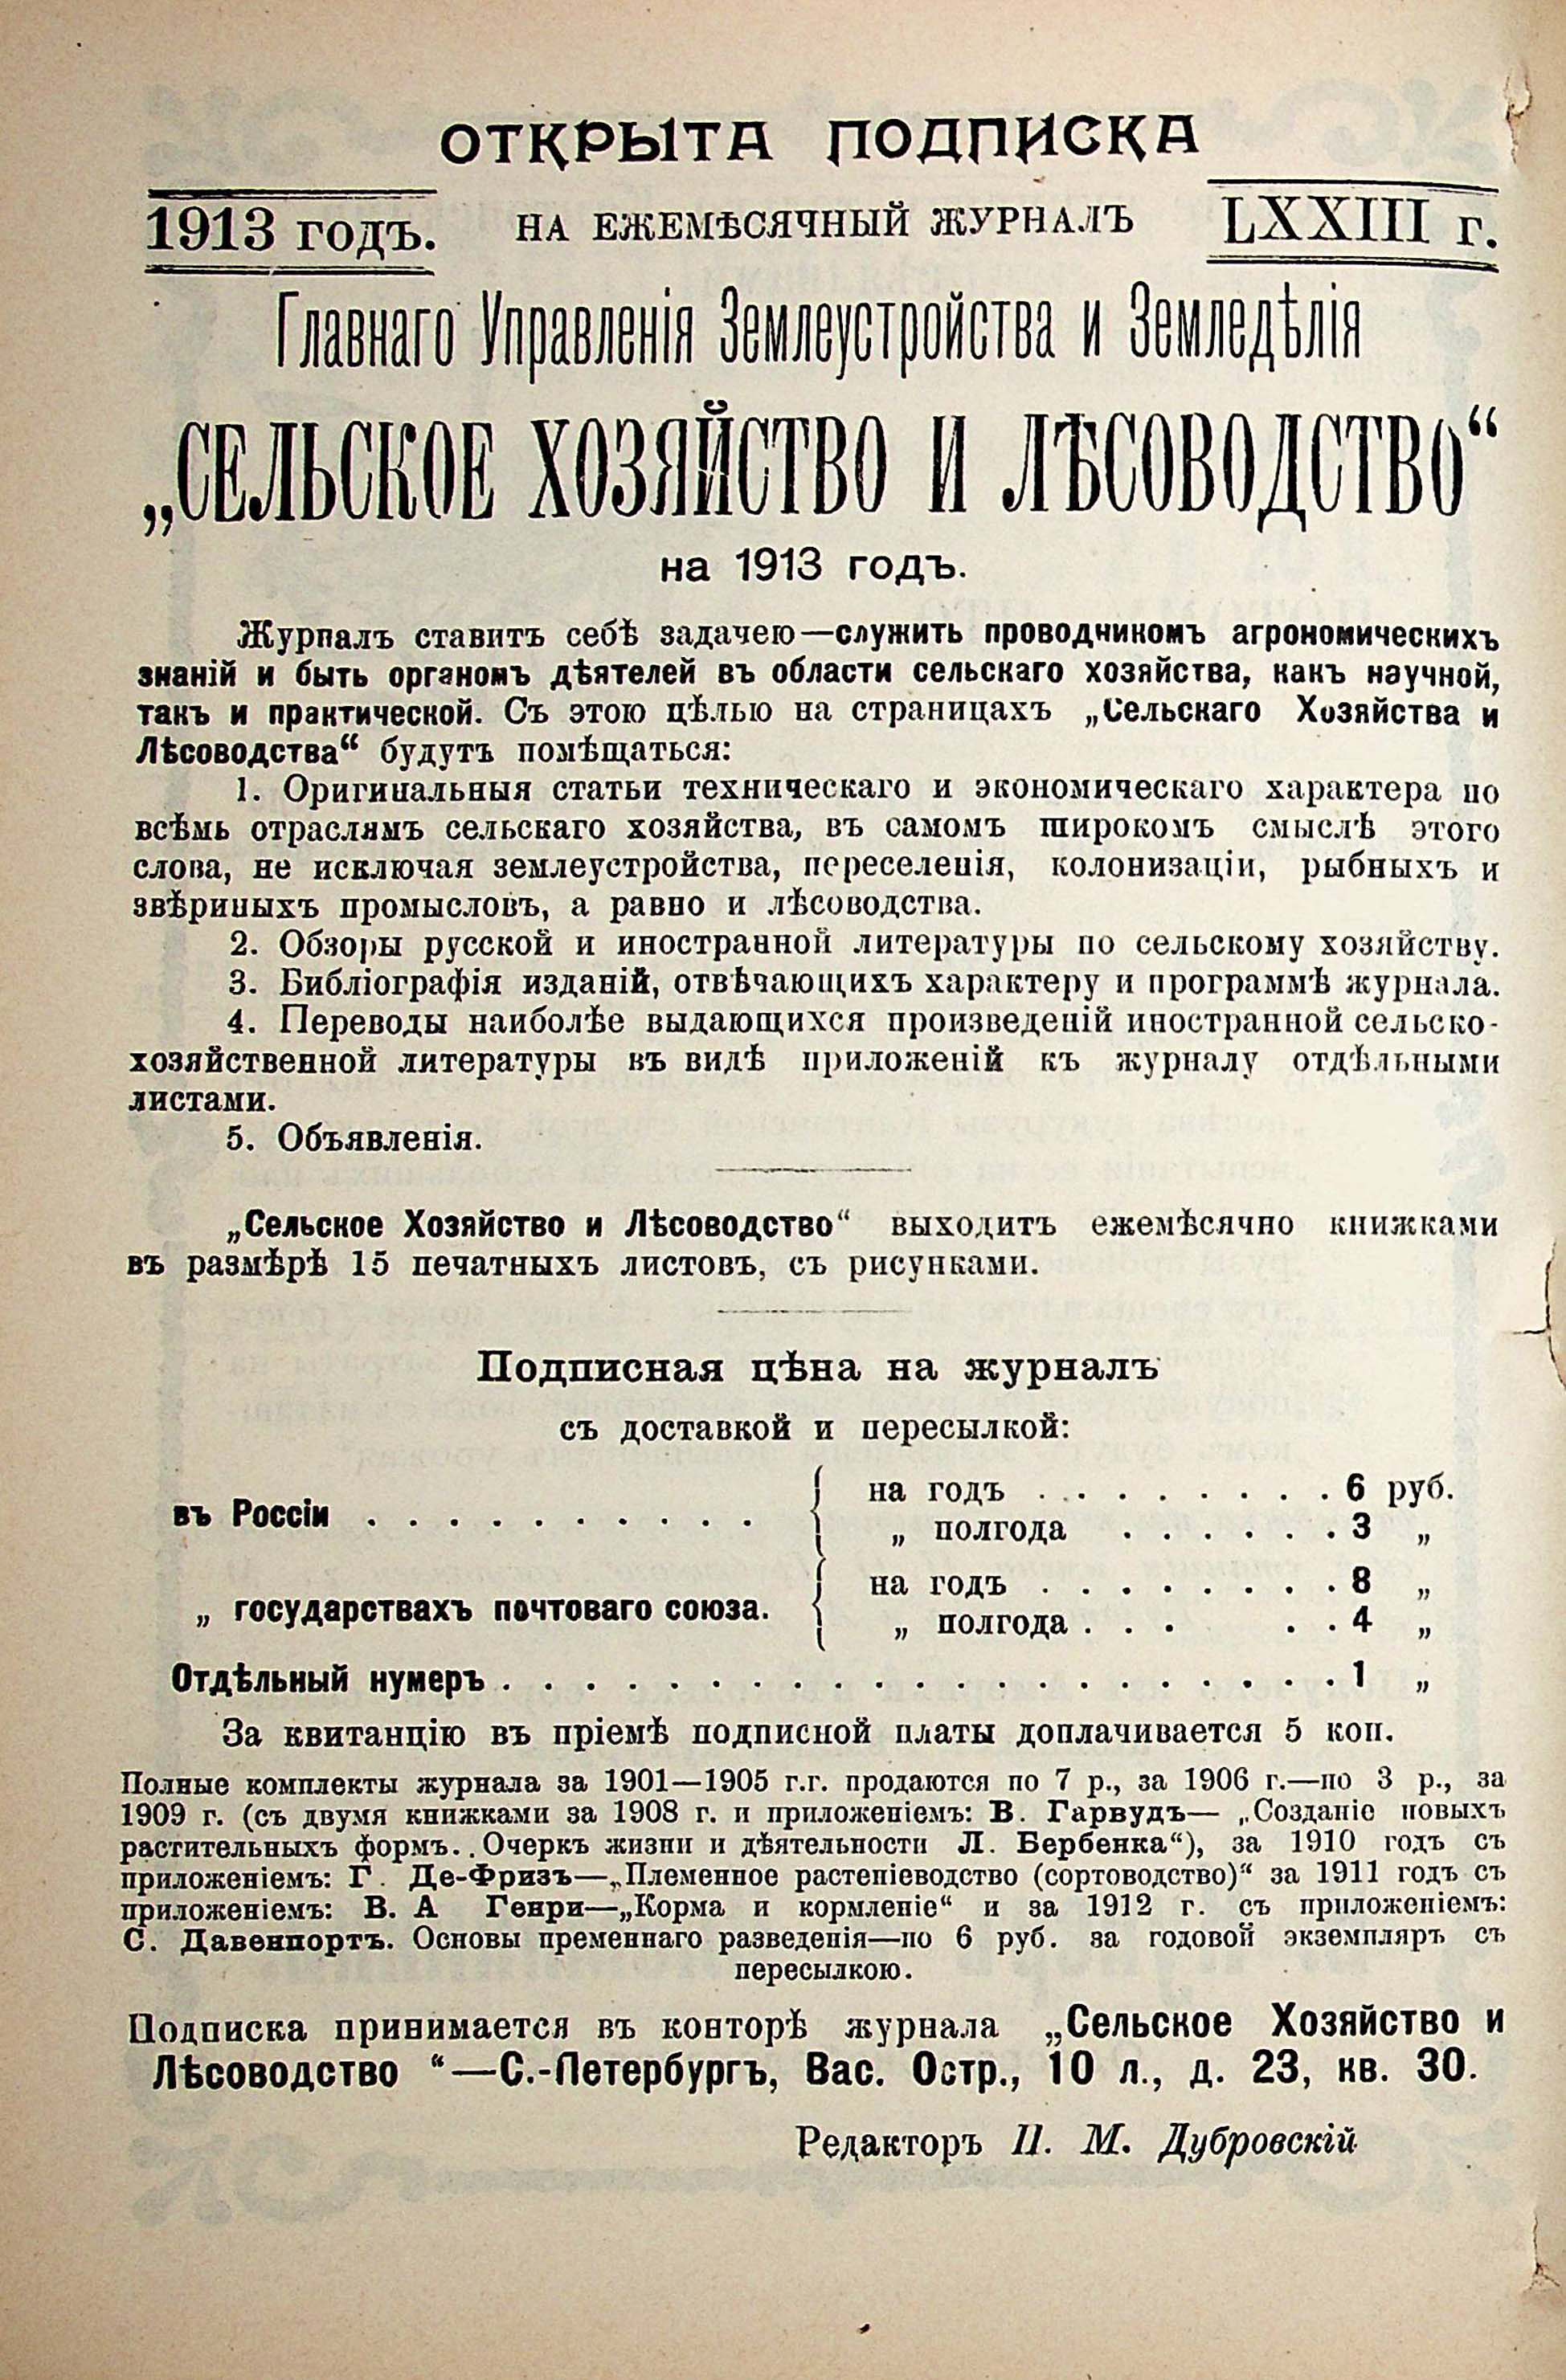 ОТКРЫТА ПОДПИСКА
1913 годъ. НА ЕЖЕМѢСЯЧНЫЙ ЖУРНАЛЪ LXXIII г.
Главнаго Управленія Землеустройства и Земледѣлія
„СЕЛЬСКОЕ ХОЗЯЙСТВО И ЛѢСОВОДСТВО“
на 1913 годъ.
Журналъ ставитъ себѣ задачею—служить проводникомъ агрономическихъ
знаній и быть органомъ дѣятелей въ области сельскаго хозяйства, какъ научной,
такъ и практической. Съ этою цѣлью на страницахъ „Сельскаго Хозяйства и
Лѣсоводства“ будутъ помѣщаться:
1. Оригинальныя статьи техническаго и экономическаго характера по
всѣмъ отраслямъ сельскаго хозяйства, въ самомъ широкомъ смыслѣ этого
слова, не исключая землеустройства, переселенія, колонизаціи, рыбныхъ и
звѣриныхъ промысловъ, а равно и лѣсоводства.
2. Обзоры русской и иностранной литературы по сельскому хозяйству.
3. Библіографія изданій, отвѣчающихъ характеру и программѣ журнала.
4. Переводы наиболѣе выдающихся произведеній иностранной сельско-
хозяйственной литературы въ видѣ приложеній къ журналу отдѣльными
листами.
5. Объявленія.
„Сельское Хозяйство и Лѣсоводство“ выходитъ ежемѣсячно книжками
въ размѣрѣ 15 печатныхъ листовъ, съ рисунками.
Подписная цѣна на журналъ
съ доставкой и пересылкой:
въ Россіи . . . . . . . . . . { на годъ . . . . . . . . . 6 руб.
„ полгода . . . . . . 3 „
„ государствахъ почтоваго союза. { на годъ . . . . . . . . 8 „
„ полгода . . . . . 4 „
Отдѣльный нумеръ . . . . . . . . . . . . . . . . . . . . . 1 „
За квитанцію въ пріемѣ подписной платы доплачивается 5 коп.
Полные комплекты журнала за 1901—1905 г.г. продаются по 7 р., за 1906 г.—по 3 р., за
1909 г. (съ двумя книжками за 1908 г. и приложеніемъ: В. Гарвудъ— „Созданіе новыхъ
растительныхъ формъ.. Очеркъ жизни и дѣятельности Л. Бербенка“), за 1910 годъ съ
приложеніемъ: Г. Де-Фризъ—„Племенное растеніеводство (сортоводство)“ за 1911 годъ съ
приложеніемъ: В. А Генри—„Корма и кормленіе“ и за 1912 г. съ приложеніемъ:
С. Давенпортъ. Основы пременнаго разведенія—по 6 руб. за годовой экземпляръ съ
пересылкою.
Подписка принимается въ конторѣ журнала „Сельское Хозяйство и
Лѣсоводство “—С.-Петербургъ, Вас. Остр., 10 л., д. 23, кв. 30.
Редакторъ П. М. Дубровскій